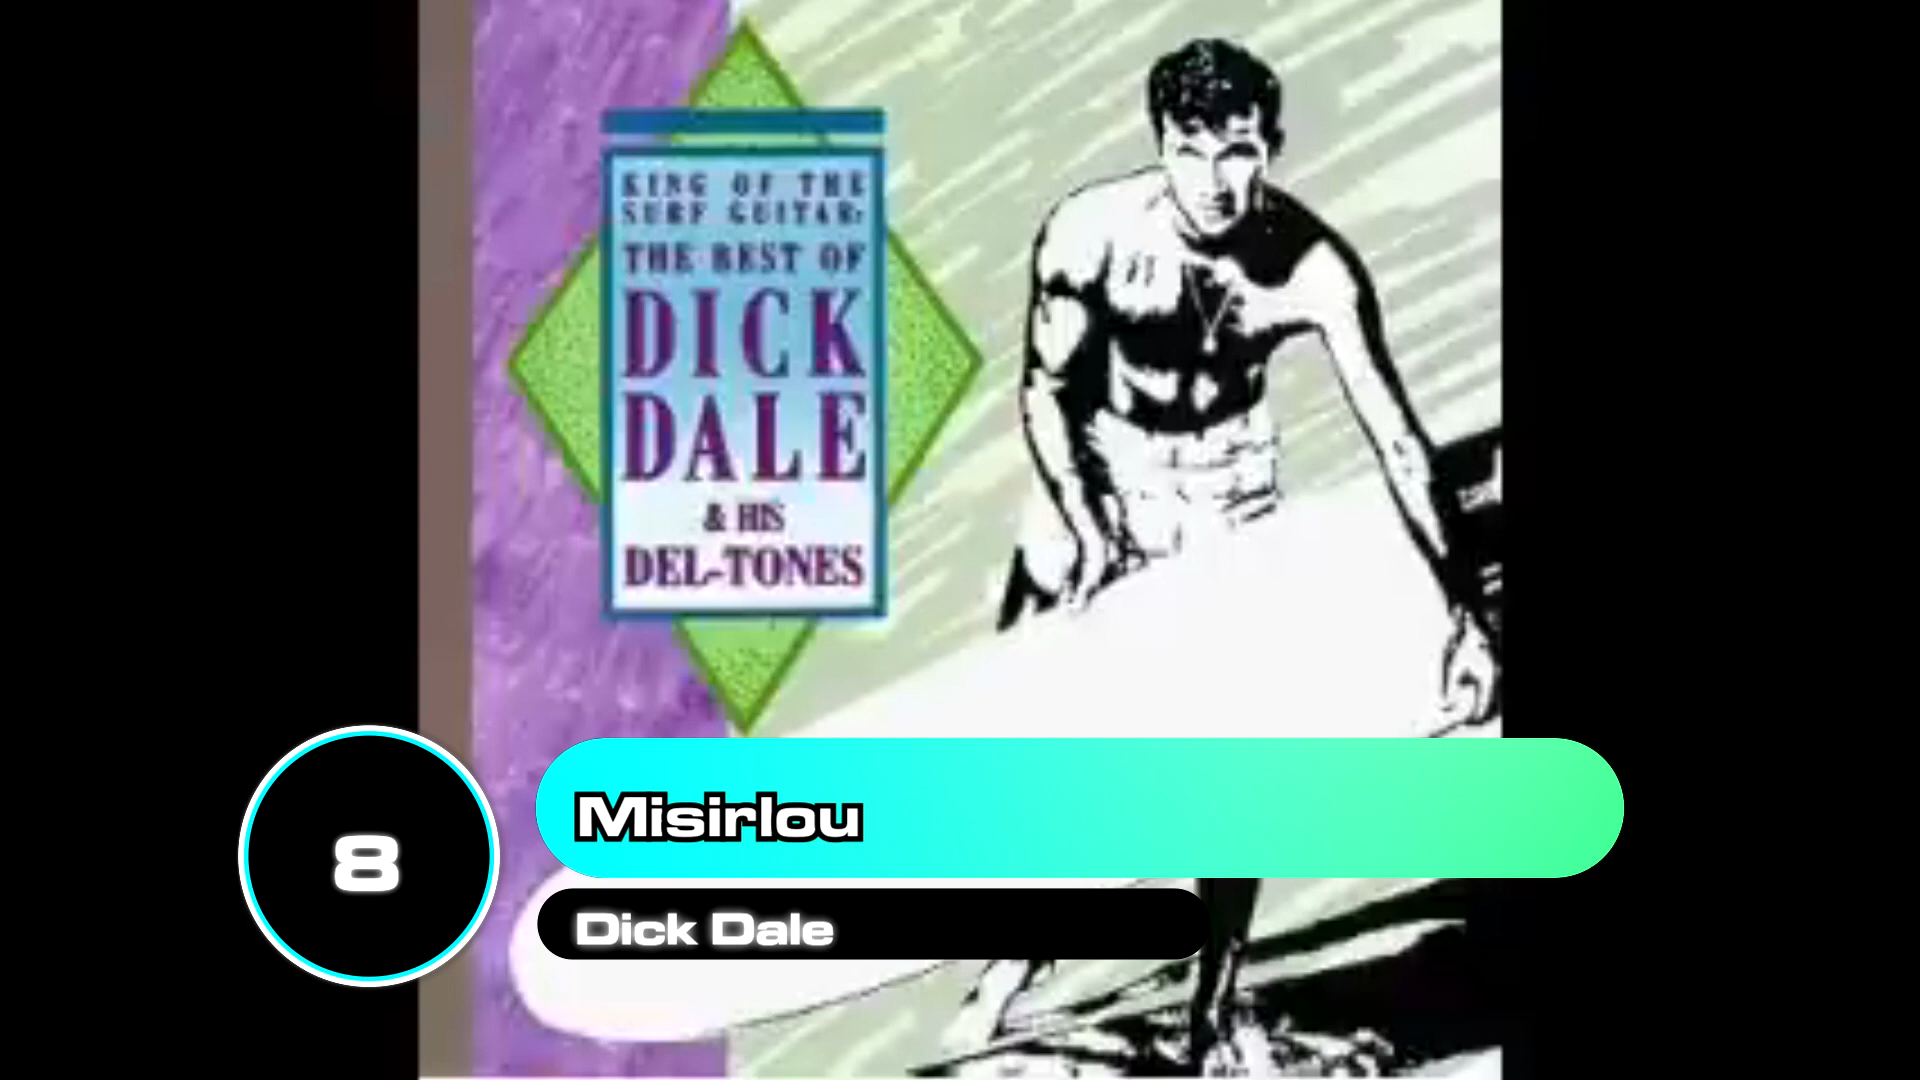 KING OF THE
SURF GUITAR:
THE BEST OF
DICK
DALE
& HIS
DEL-TONES
8
Misirlou
Dick Dale